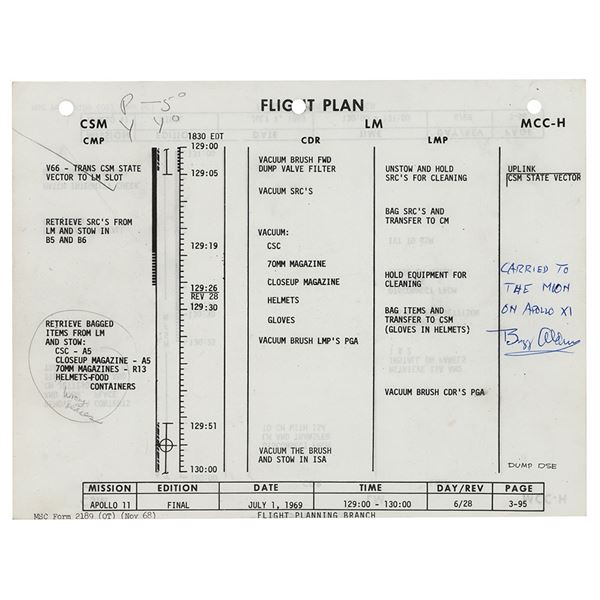 P -5°
Y 4°
FLIGHT PLAN
CSM
LM
MCC-H
CMP
1830 EDT
CDR
LMP
129:00
V66 - TRANS CSM STATE
VECTOR TO LM SLOT
129:05
VACUUM BRUSH FWD
DUMP VALVE FILTER
UNSTOW AND HOLD
SRC'S FOR CLEANING
UPLINK
CSM STATE VECTOR
VACUUM SRC'S
RETRIEVE SRC'S FROM
LM AND STOW IN
B5 AND B6
BAG SRC'S AND
TRANSFER TO CM
129:19
VACUUM:
CSC
70MM MAGAZINE
CLOSEUP MAGAZINE
HELMETS
GLOVES
HOLD EQUIPMENT FOR
CLEANING
CARRIED TO
THE MOON
ON APOLLO XI
Buzz Aldrin
129:26
REV 28
129:30
BAG ITEMS AND
TRANSFER TO CSM
(GLOVES IN HELMETS)
RETRIEVE BAGGED
ITEMS FROM LM
AND STOW:
CSC - A5
CLOSEUP MAGAZINE - A5
70MM MAGAZINES - R13
HELMETS-FOOD
CONTAINERS
VACUUM BRUSH LMP'S PGA
VACUUM BRUSH CDR'S PGA
129:51
VACUUM THE BRUSH
AND STOW IN ISA
130:00
DUMP DSE
MISSION EDITION DATE TIME DAY/REV PAGE
APOLLO 11 FINAL JULY 1, 1969 129:00 - 130:00 6/28 3-95
MSC Form 2189 (OT) (Nov 68)
FLIGHT PLANNING BRANCH